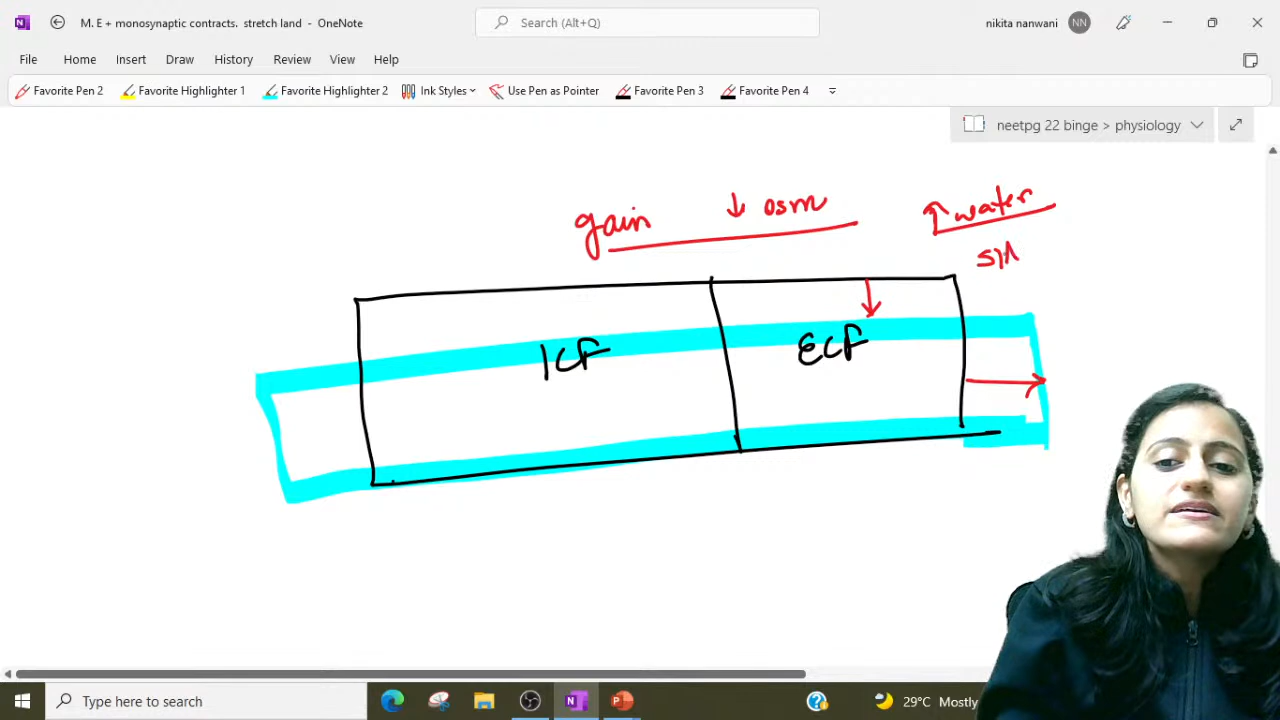 M. E + monosynaptic contracts. stretch land - OneNote
Search (Alt+Q)
nikita nanwani
NN
File Home Insert Draw History Review View Help
Favorite Pen 2 Favorite Highlighter 1 Favorite Highlighter 2 Ink Styles Use Pen as Pointer Favorite Pen 3 Favorite Pen 4
neetpg 22 binge > physiology
gain ↓ osm ↑ water
ICF ECF
Type here to search
29°C Mostly